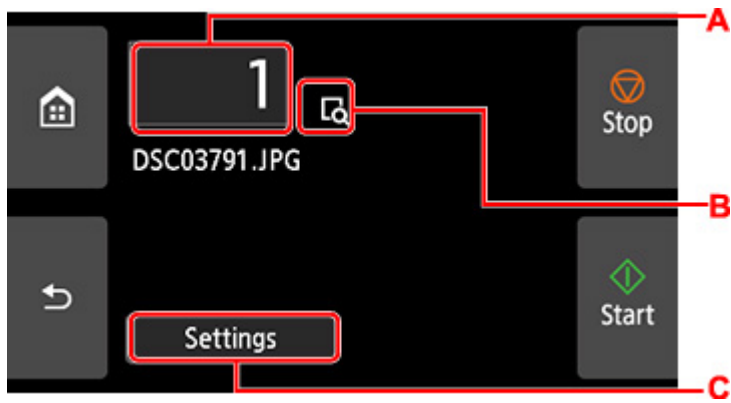 A
1
Stop
DSC03791.JPG
B
Start
Settings
C